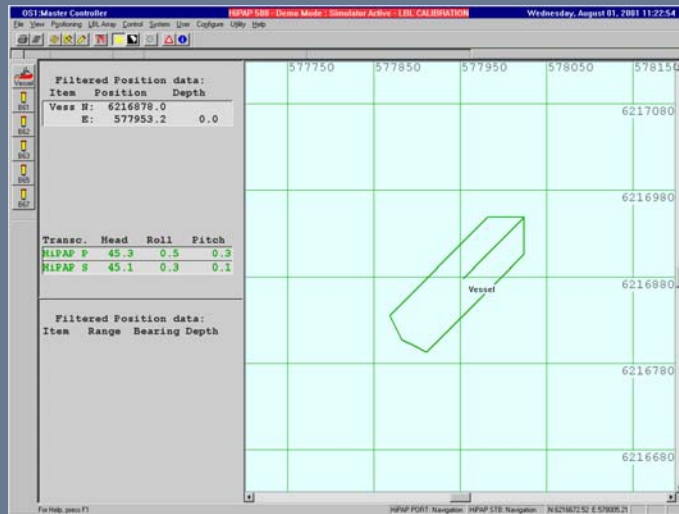 OS1:Master Controller
HiPAP 500 - Demo Mode : Simulator Active - LBL CALIBRATION
Wednesday, August 01, 2001 11:22:54
File View Positioning LBL Array Control System User Configure Utility Help
577750 577850 577950 578050 578150
Vessel
B61
B62
B63
B65
B67
Filtered Position data:
Item Position Depth
Vess N: 6216878.0
E: 577953.2 0.0
Transc. Head Roll Pitch
HiPAP P 45.3 0.5 0.3
HiPAP S 45.1 0.3 0.1
Filtered Position data:
Item Range Bearing Depth
6217080
6216980
6216880
Vessel
6216780
6216680
For Help, press F1
HiPAP PORT: Navigation HiPAP STB: Navigation N:6216672.52 E:578005.21